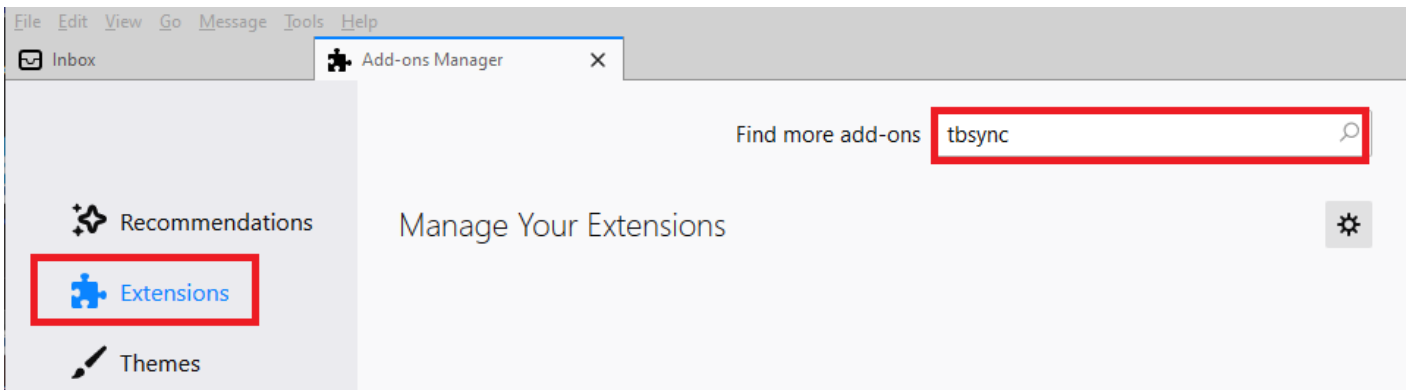 File Edit View Go Message Tools Help
Inbox
Add-ons Manager
Find more add-ons tbsync
Recommendations
Manage Your Extensions
Extensions
Themes